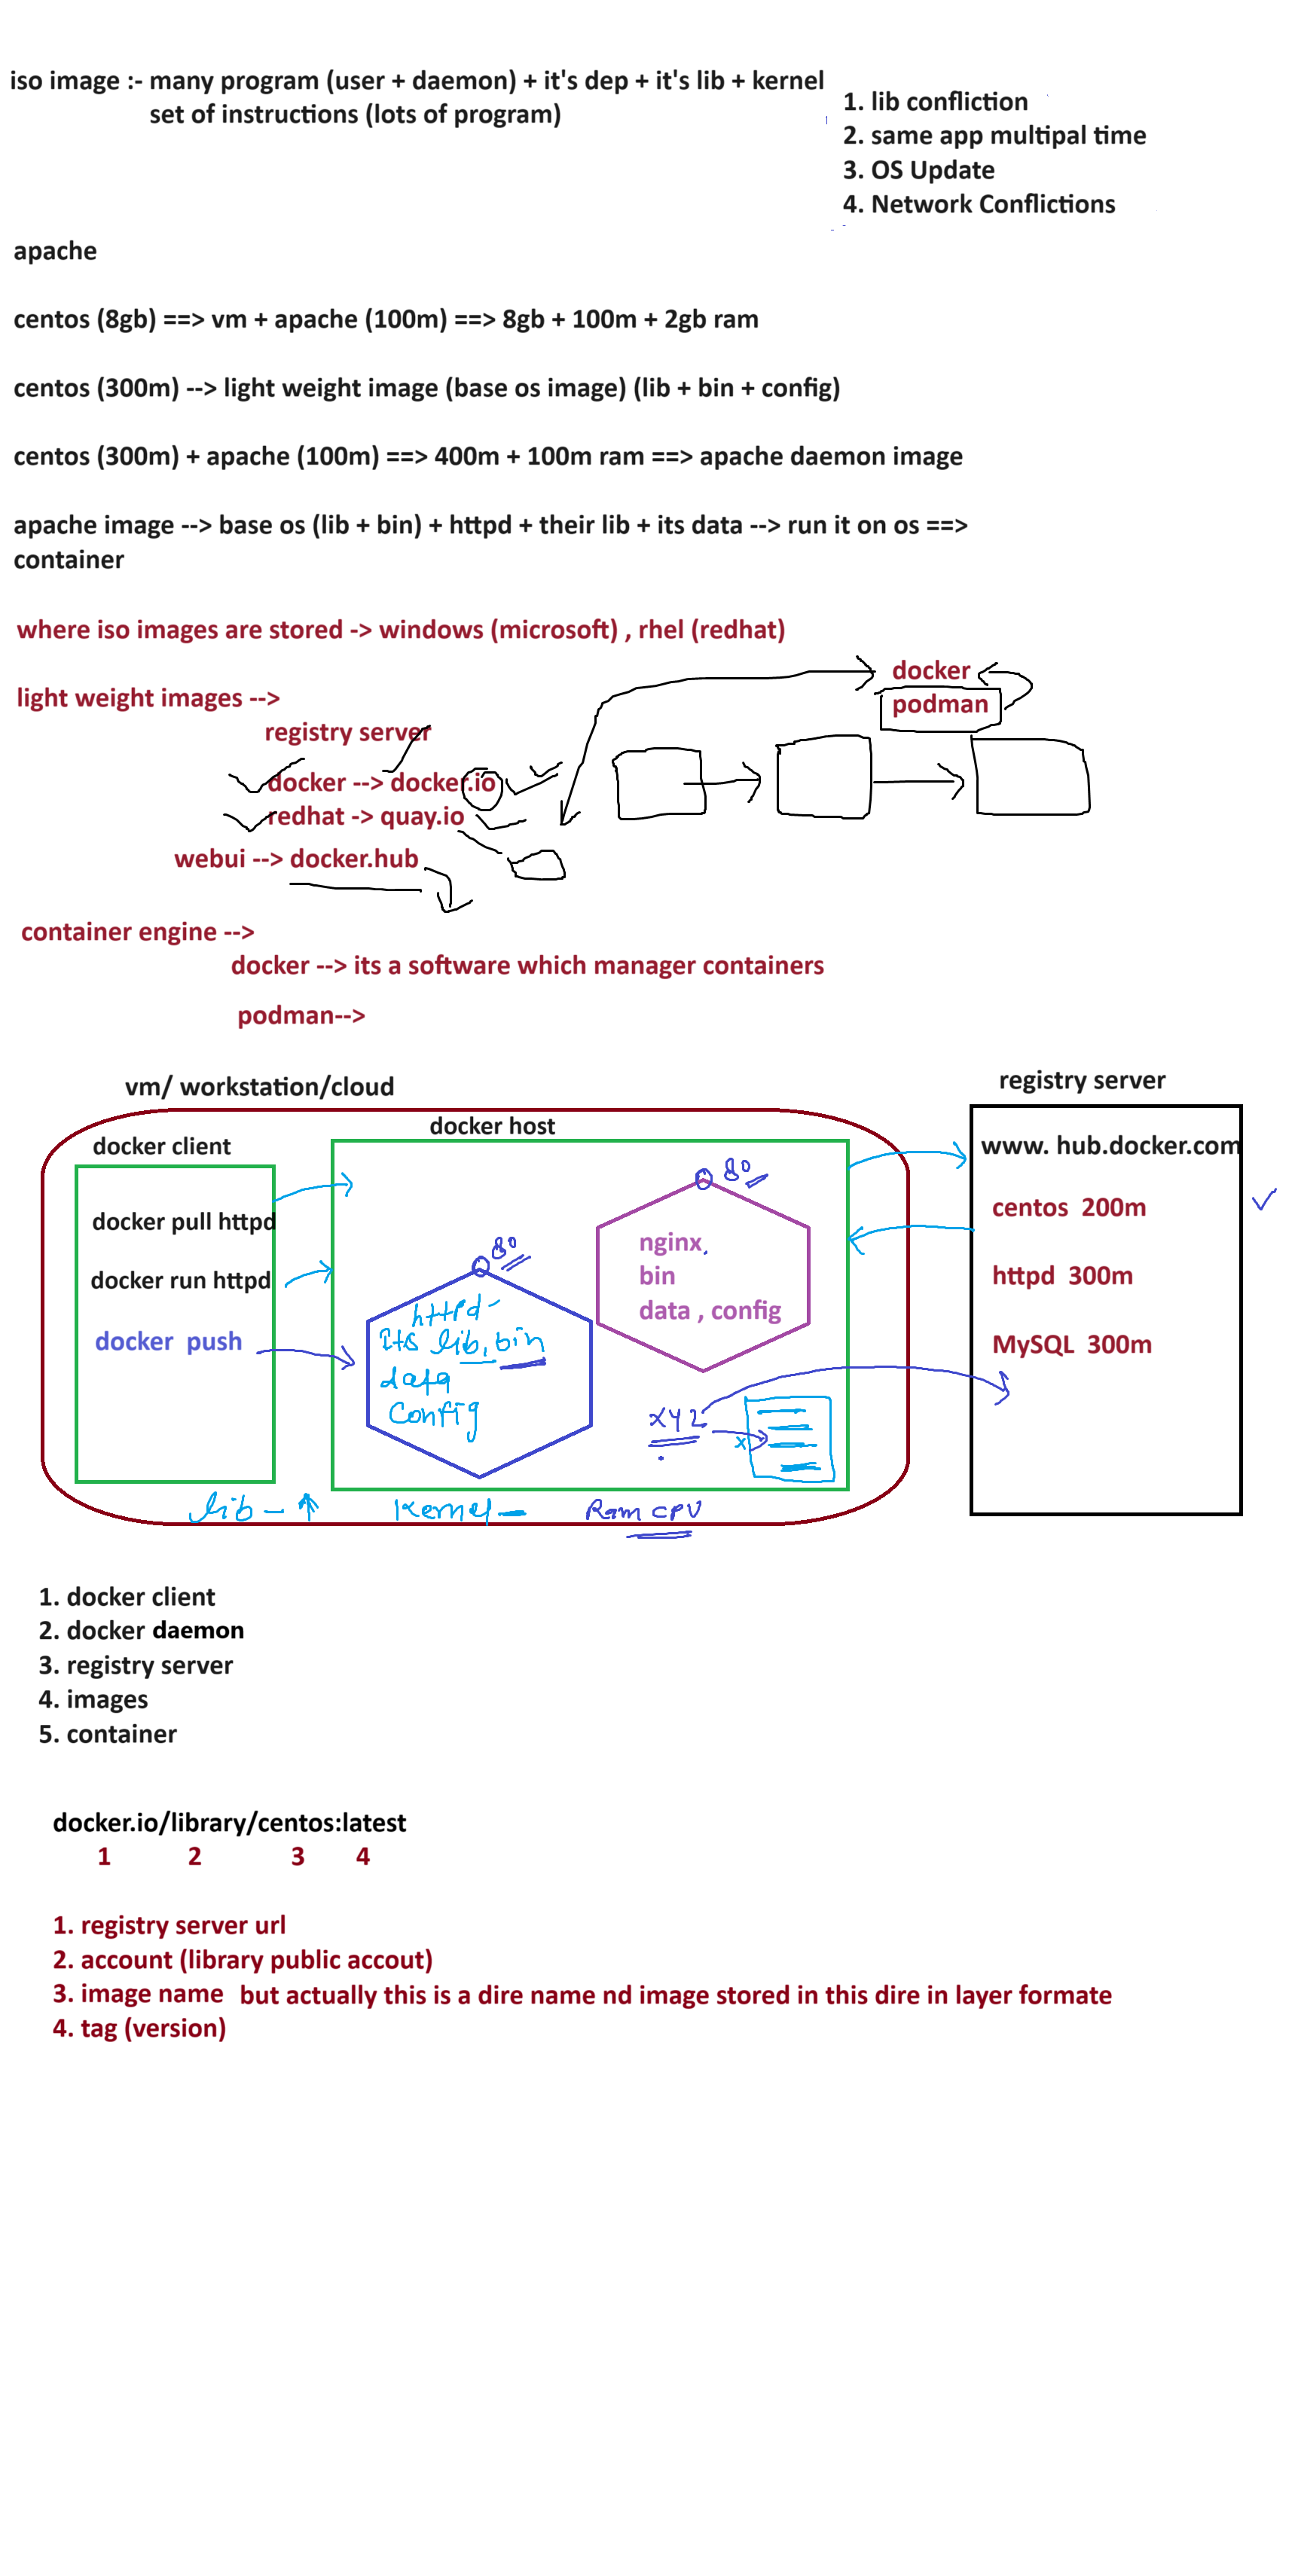 iso image :- many program (user + daemon) + it's dep + it's lib + kernel
set of instructions (lots of program)
1. lib confliction
2. same app multipal time
3. OS Update
4. Network Conflictions
apache
centos (8gb) ==> vm + apache (100m) ==> 8gb + 100m + 2gb ram
centos (300m) --> light weight image (base os image) (lib + bin + config)
centos (300m) + apache (100m) ==> 400m + 100m ram ==> apache daemon image
apache image --> base os (lib + bin) + httpd + their lib + its data --> run it on os ==>
container
where iso images are stored -> windows (microsoft) , rhel (redhat)
light weight images -->
registry server
docker --> docker.io
redhat -> quay.io
webui --> docker.hub
docker
podman
container engine -->
docker --> its a software which manager containers
podman-->
vm/ workstation/cloud
docker client
docker pull httpd
docker run httpd
docker push
docker host
80
httpd-
Its lib, bin
data
Config
80
nginx
bin
data , config
XYZ
x
lib - ↑
Kernel -
Ram CPU
registry server
www. hub.docker.com
centos 200m
httpd 300m
MySQL 300m
1. docker client
2. docker daemon
3. registry server
4. images
5. container
docker.io/library/centos:latest
1 2 3 4
1. registry server url
2. account (library public accout)
3. image name but actually this is a dire name nd image stored in this dire in layer formate
4. tag (version)